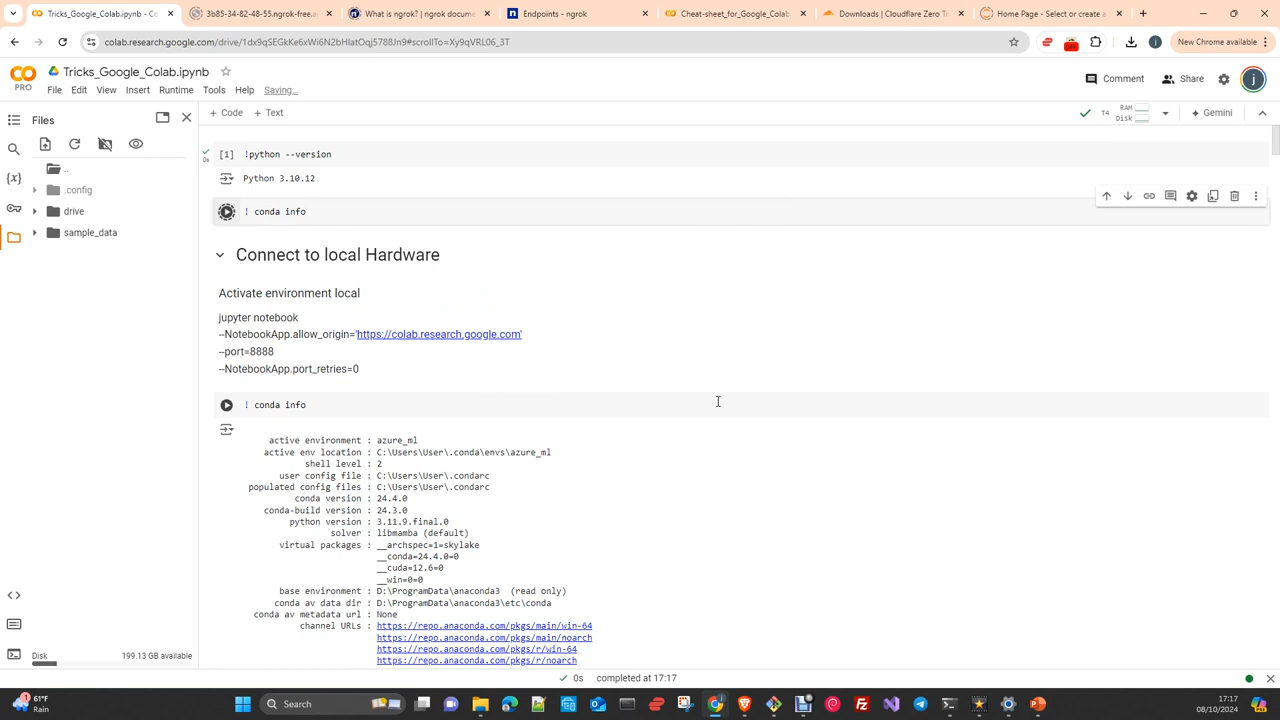 Tricks_Google_Colab.ipynb - Co
3b85-34-82-48-55.ngrok-free.a
What is ngrok? | ngrok docume
Endpoints - ngrok
Cheat-sheet_for_Google_Colab
Downloads | Cloudflare Zero T
Home Page - Select or create a
colab.research.google.com/drive/1dx9qSEGkKe6xWi6N2bHlatOqj5788Jn9#scrollTo=Xy9qVRL06_3T
New Chrome available
PRO
Tricks_Google_Colab.ipynb
File Edit View Insert Runtime Tools Help Saving...
Comment
Share
j
Files
+ Code + Text
T4
RAM
Disk
Gemini
..
.config
drive
sample_data
[1] !python --version
0s
Python 3.10.12
! conda info
Connect to local Hardware
Activate environment local
jupyter notebook
--NotebookApp.allow_origin='https://colab.research.google.com'
--port=8888
--NotebookApp.port_retries=0
! conda info
active environment : azure_ml
active env location : C:\Users\User\.conda\envs\azure_ml
shell level : 2
user config file : C:\Users\User\.condarc
populated config files : C:\Users\User\.condarc
conda version : 24.4.0
conda-build version : 24.3.0
python version : 3.11.9.final.0
solver : libmamba (default)
virtual packages : __archspec=1=skylake
__conda=24.4.0=0
__cuda=12.6=0
__win=0=0
base environment : D:\ProgramData\anaconda3 (read only)
conda av data dir : D:\ProgramData\anaconda3\etc\conda
conda av metadata url : None
channel URLs : https://repo.anaconda.com/pkgs/main/win-64
https://repo.anaconda.com/pkgs/main/noarch
https://repo.anaconda.com/pkgs/r/win-64
https://repo.anaconda.com/pkgs/r/noarch
Disk 199.13 GB available
0s completed at 17:17
61°F
Rain
Search
17:17
08/10/2024